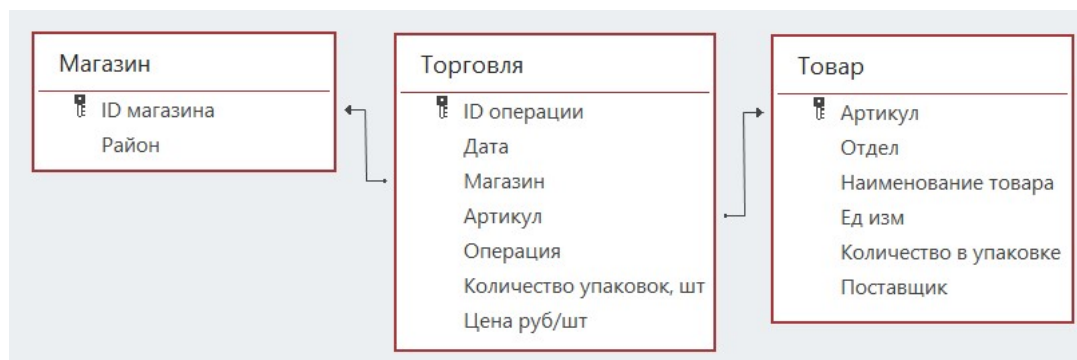 Магазин
ID магазина
Район
Торговля
ID операции
Дата
Магазин
Артикул
Операция
Количество упаковок, шт
Цена руб/шт
Товар
Артикул
Отдел
Наименование товара
Ед изм
Количество в упаковке
Поставщик